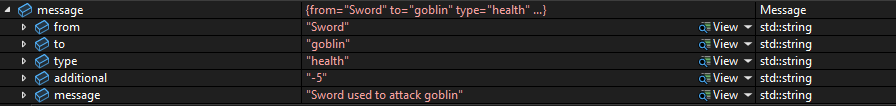 message {from="Sword" to="goblin" type="health" ...} Message
from "Sword" View std::string
to "goblin" View std::string
type "health" View std::string
additional "-5" View std::string
message "Sword used to attack goblin" View std::string